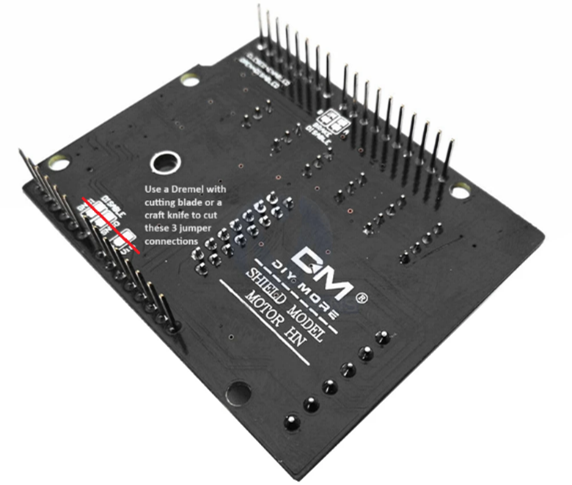 Use a Dremel with
cutting blade or a
craft knife to cut
these 3 jumper
connections
DM®
DIY MORE
SHIELD MODEL
MOTOR HN